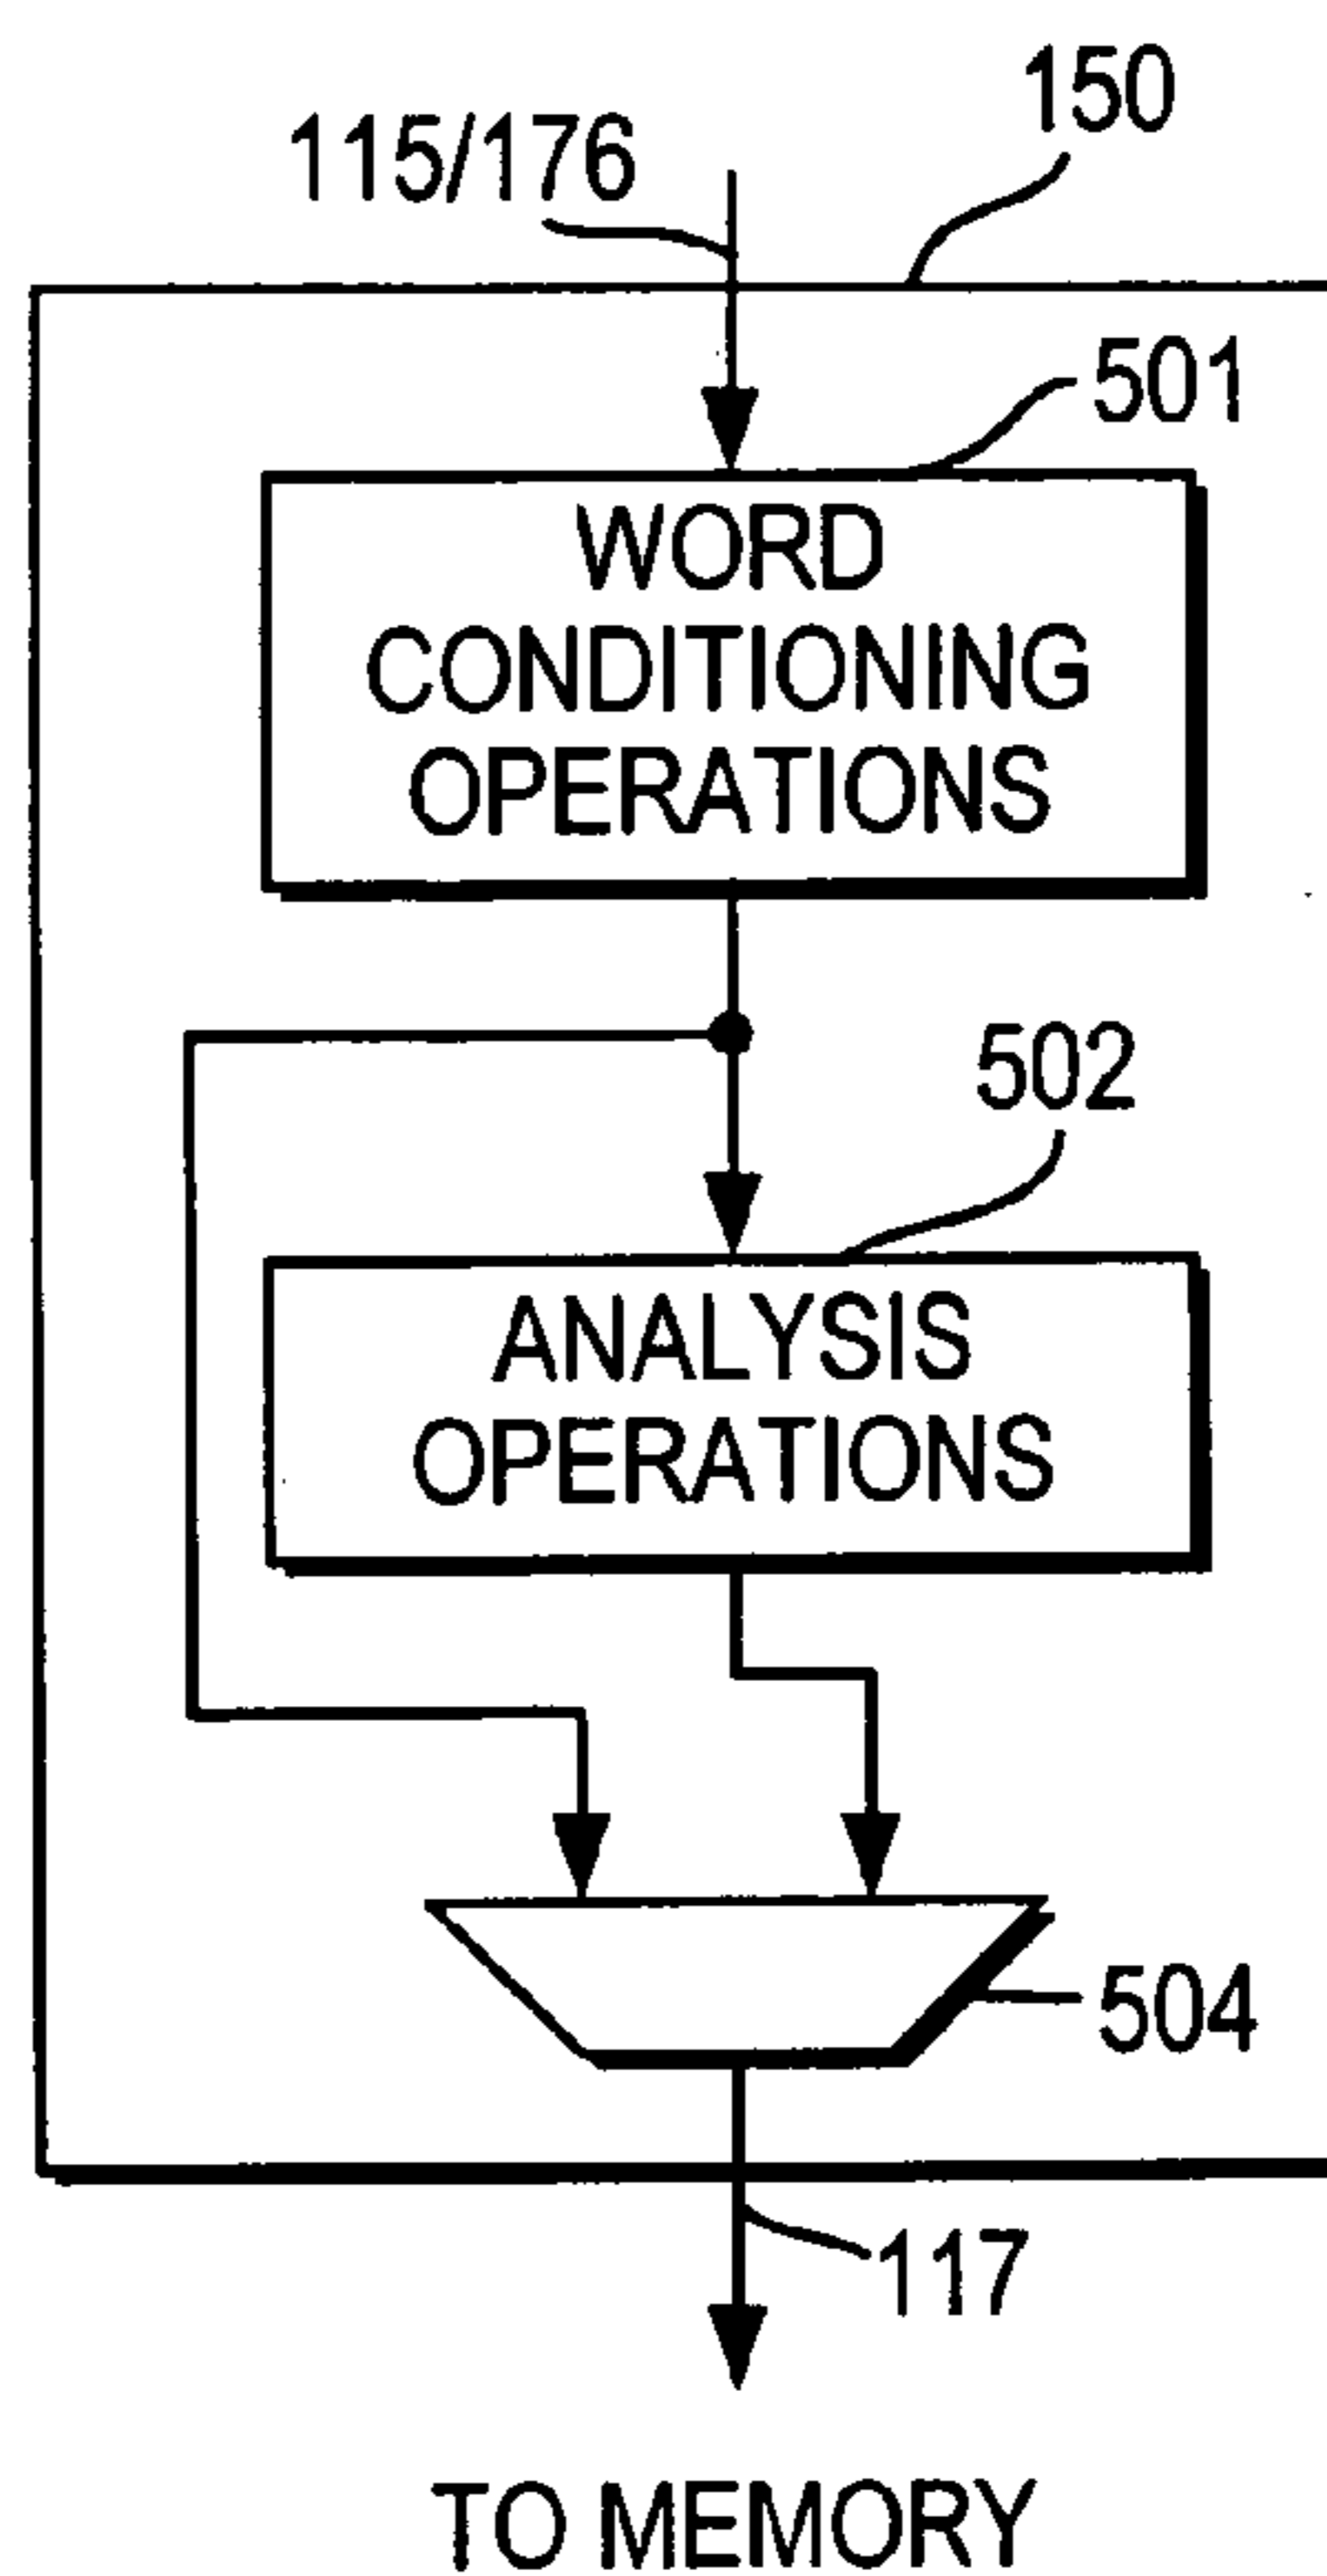 150
115/176
501
WORD
CONDITIONING
OPERATIONS
502
ANALYSIS
OPERATIONS
504
117
TO MEMORY